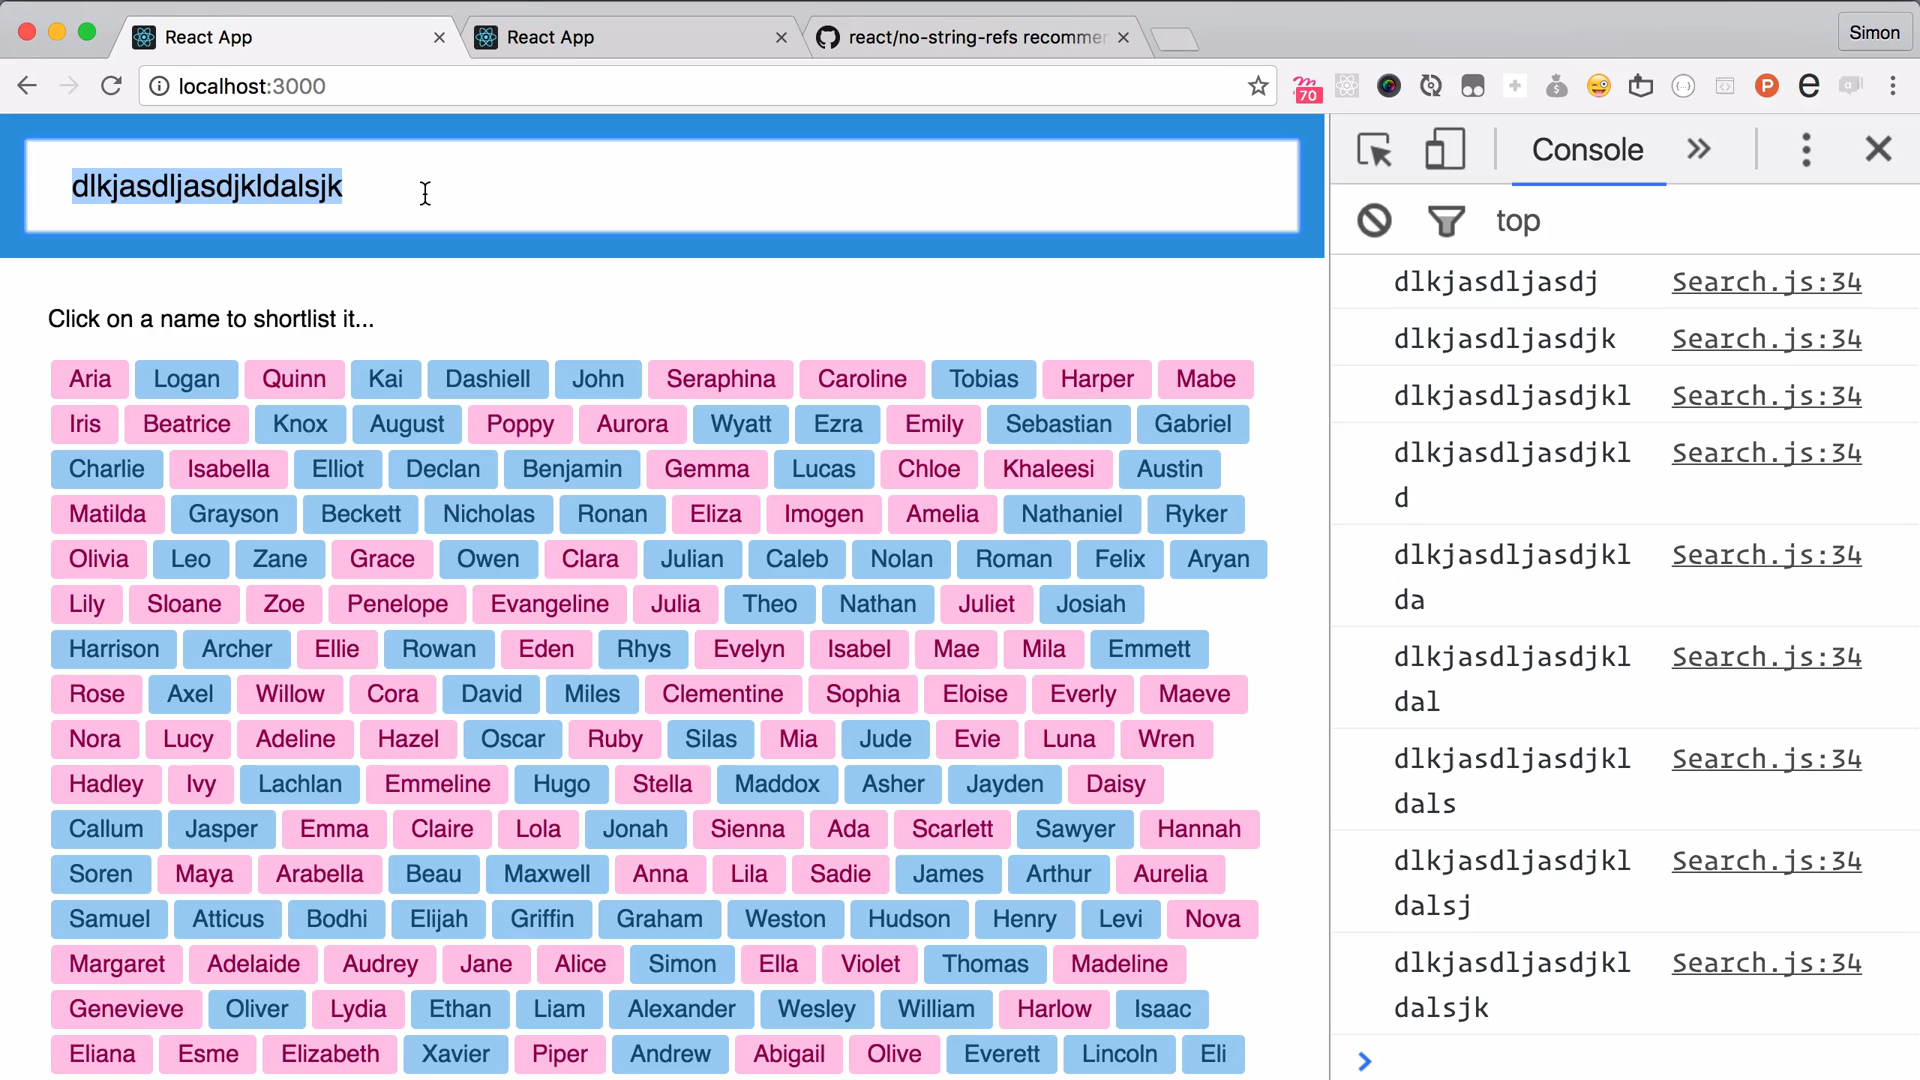 React App
React App
react/no-string-refs recommer
Simon
localhost:3000
70
dlkjasdljasdjkldalsjk
Click on a name to shortlist it...
Aria Logan Quinn Kai Dashiell John Seraphina Caroline Tobias Harper Mabe
Iris Beatrice Knox August Poppy Aurora Wyatt Ezra Emily Sebastian Gabriel
Charlie Isabella Elliot Declan Benjamin Gemma Lucas Chloe Khaleesi Austin
Matilda Grayson Beckett Nicholas Ronan Eliza Imogen Amelia Nathaniel Ryker
Olivia Leo Zane Grace Owen Clara Julian Caleb Nolan Roman Felix Aryan
Lily Sloane Zoe Penelope Evangeline Julia Theo Nathan Juliet Josiah
Harrison Archer Ellie Rowan Eden Rhys Evelyn Isabel Mae Mila Emmett
Rose Axel Willow Cora David Miles Clementine Sophia Eloise Everly Maeve
Nora Lucy Adeline Hazel Oscar Ruby Silas Mia Jude Evie Luna Wren
Hadley Ivy Lachlan Emmeline Hugo Stella Maddox Asher Jayden Daisy
Callum Jasper Emma Claire Lola Jonah Sienna Ada Scarlett Sawyer Hannah
Soren Maya Arabella Beau Maxwell Anna Lila Sadie James Arthur Aurelia
Samuel Atticus Bodhi Elijah Griffin Graham Weston Hudson Henry Levi Nova
Margaret Adelaide Audrey Jane Alice Simon Ella Violet Thomas Madeline
Genevieve Oliver Lydia Ethan Liam Alexander Wesley William Harlow Isaac
Eliana Esme Elizabeth Xavier Piper Andrew Abigail Olive Everett Lincoln Eli
Console
top
dlkjasdljasdj Search.js:34
dlkjasdljasdjk Search.js:34
dlkjasdljasdjkl Search.js:34
dlkjasdljasdjkl Search.js:34
d
dlkjasdljasdjkl Search.js:34
da
dlkjasdljasdjkl Search.js:34
dal
dlkjasdljasdjkl Search.js:34
dals
dlkjasdljasdjkl Search.js:34
dalsj
dlkjasdljasdjkl Search.js:34
dalsjk